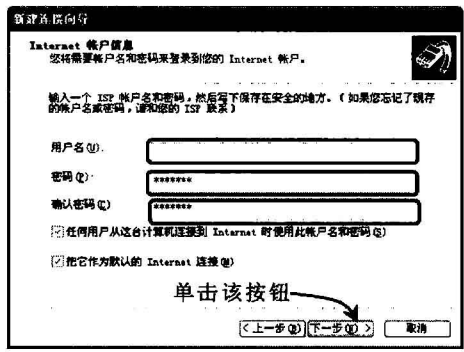 新建连接向导
Internet 帐户信息
您将需要帐户名和密码来登录到您的 Internet 帐户。
输入一个 ISP 帐户名和密码，然后写下保存在安全的地方。（如果您忘记了现存
的帐户名或密码，请和您的 ISP 联系）
用户名(U):
密码(P): *******
确认密码(C) *******
任何用户从这台计算机连接到 Internet 时使用此帐户名和密码(S)
把它作为默认的 Internet 连接(M)
单击该按钮
<上一步(B) 下一步(N) > 取消